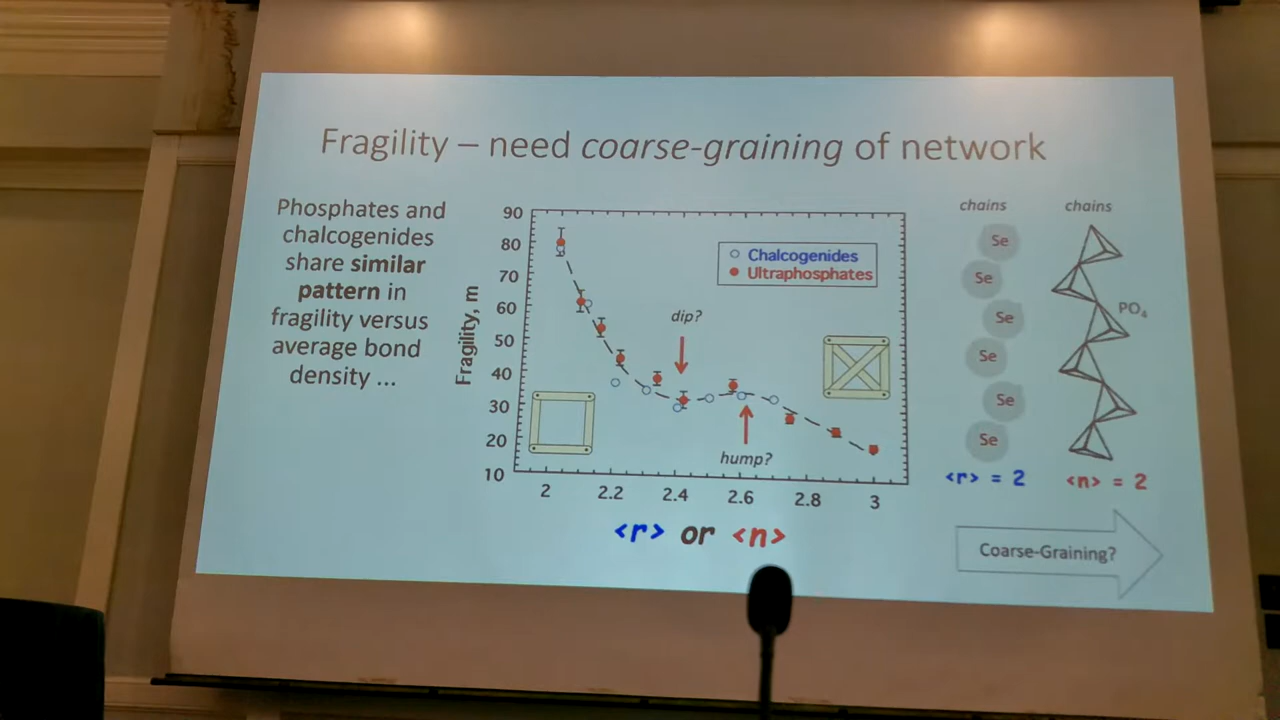 Fragility – need coarse-graining of network
Phosphates and
chalcogenides
share similar
pattern in
fragility versus
average bond
density ...
Fragility, m
90
80
70
60
50
40
30
20
10
Chalcogenides
Ultraphosphates
dip?
hump?
2
2.2
2.4
2.6
2.8
3
<r> or <n>
chains
Se
Se
Se
Se
Se
Se
<r> = 2
chains
PO₄
<n> = 2
Coarse-Graining?